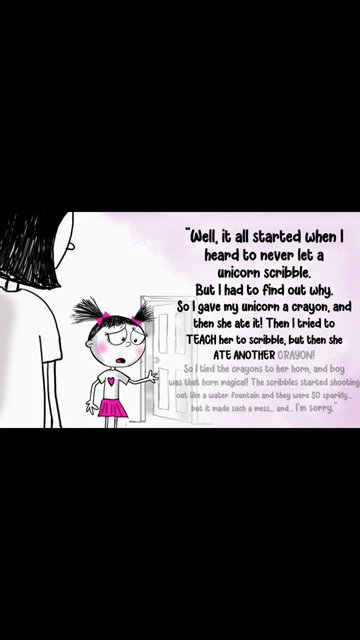 "Well, it all started when I
heard to never let a
unicorn scribble.
But I had to find out why.
So I gave my unicorn a crayon, and
then she ate it! Then I tried to
TEACH her to scribble, but then she
ATE ANOTHER CRAYON!
So I tied the crayons to her horn, and boy
was that horn magical! The scribbles started shooting
out like a water fountain and they were SO sparkly...
but it made such a mess... and... I'm sorry."